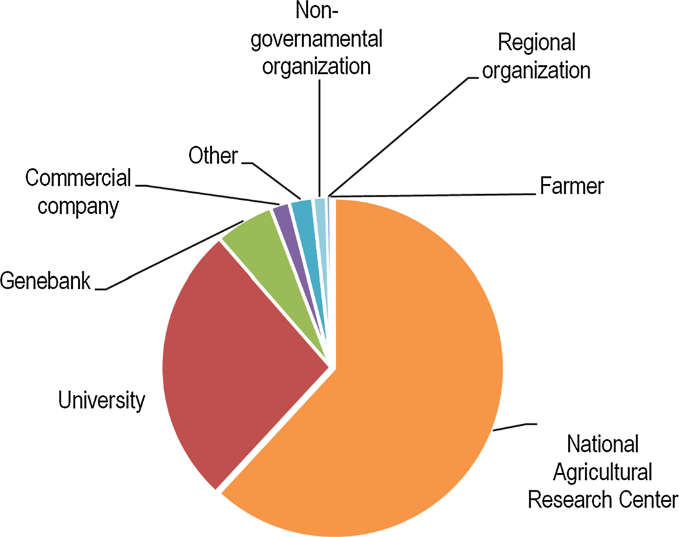 Non-
governamental
organization
Regional
organization
Other
Commercial
company
Farmer
Genebank
University
National
Agricultural
Research Center